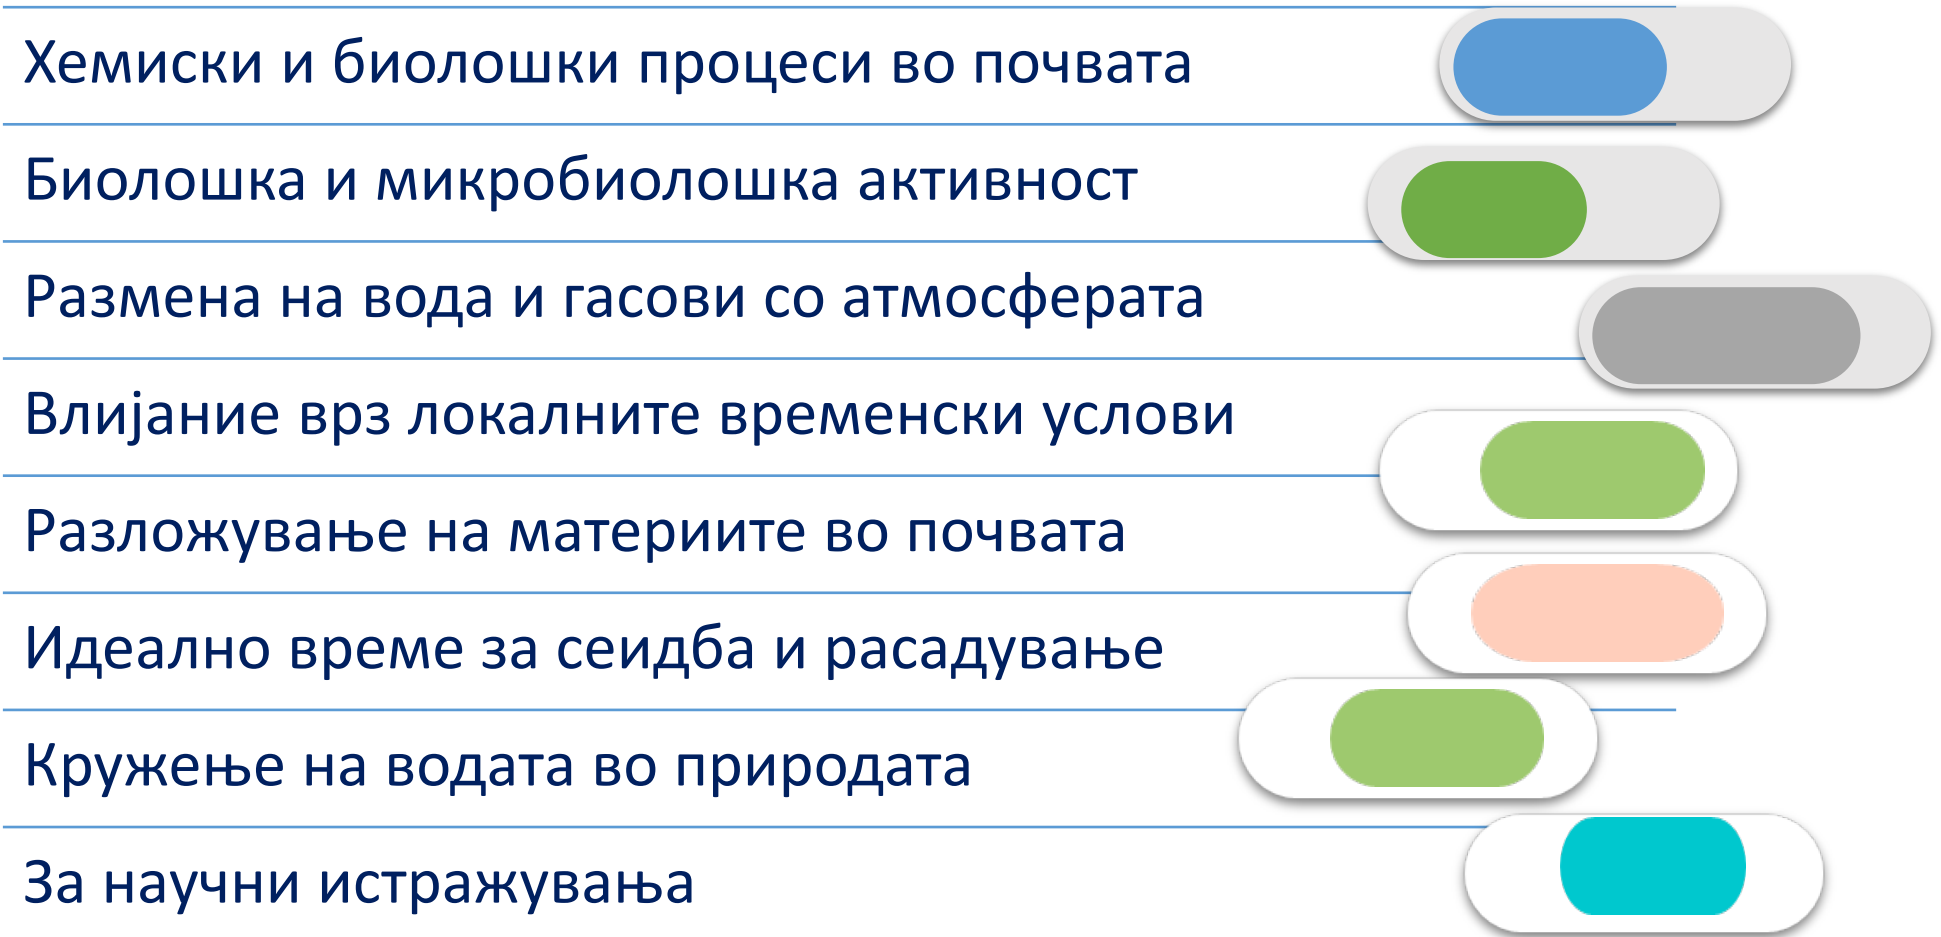 Хемиски и биолошки процеси во почвата
Биолошка и микробиолошка активност
Размена на вода и гасови со атмосферата
Влијание врз локалните временски услови
Разложување на материите во почвата
Идеално време за сеидба и расадување
Кружење на водата во природата
За научни истражувања